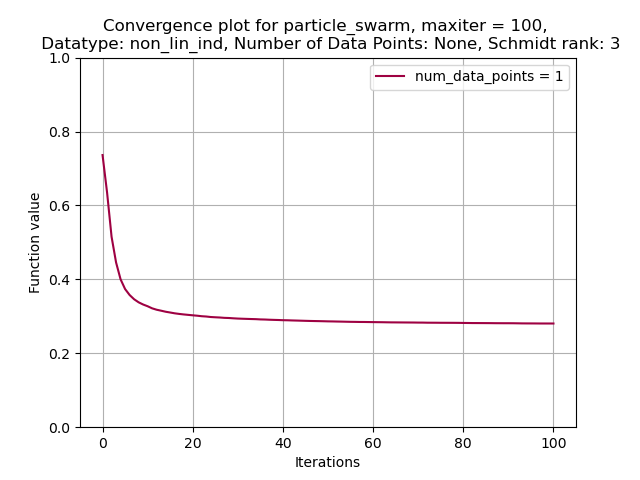 Convergence plot for particle_swarm, maxiter = 100,
Datatype: non_lin_ind, Number of Data Points: None, Schmidt rank: 3
num_data_points = 1
1.0
0.8
0.6
0.4
0.2
0.0
Function value
0 20 40 60 80 100
Iterations